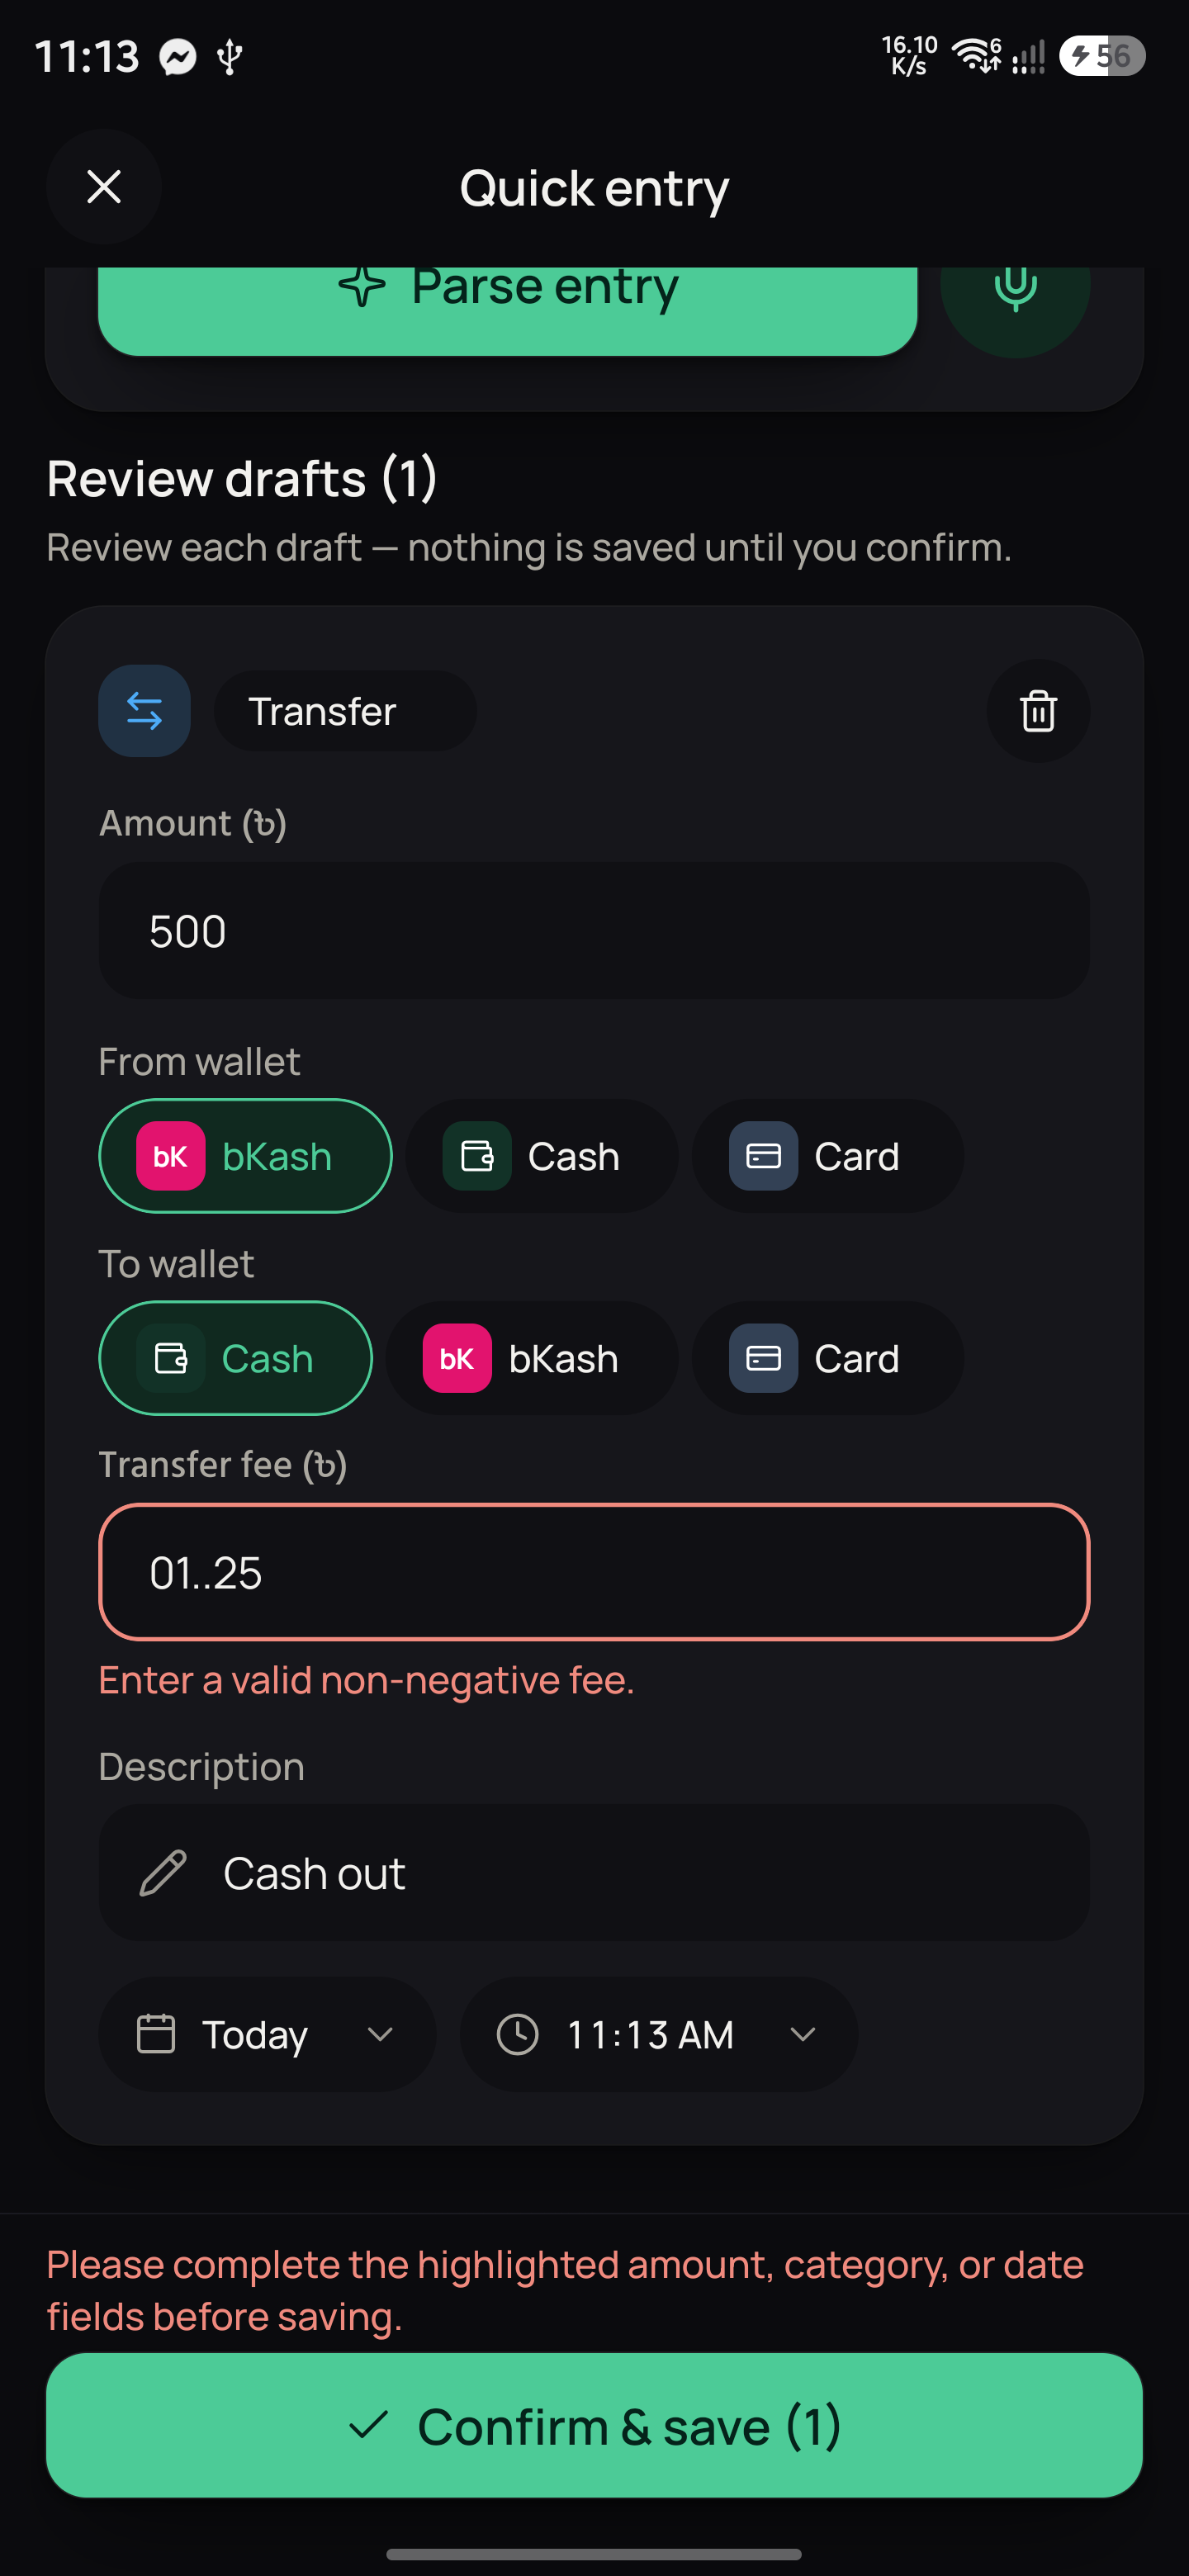 11:13
16.10
K/s
6
56
Quick entry
Parse entry
Review drafts (1)
Review each draft — nothing is saved until you confirm.
Transfer
Amount (৳)
500
From wallet
bK bKash
Cash
Card
To wallet
Cash
bK bKash
Card
Transfer fee (৳)
01..25
Enter a valid non-negative fee.
Description
Cash out
Today
11:13 AM
Please complete the highlighted amount, category, or date
fields before saving.
Confirm & save (1)